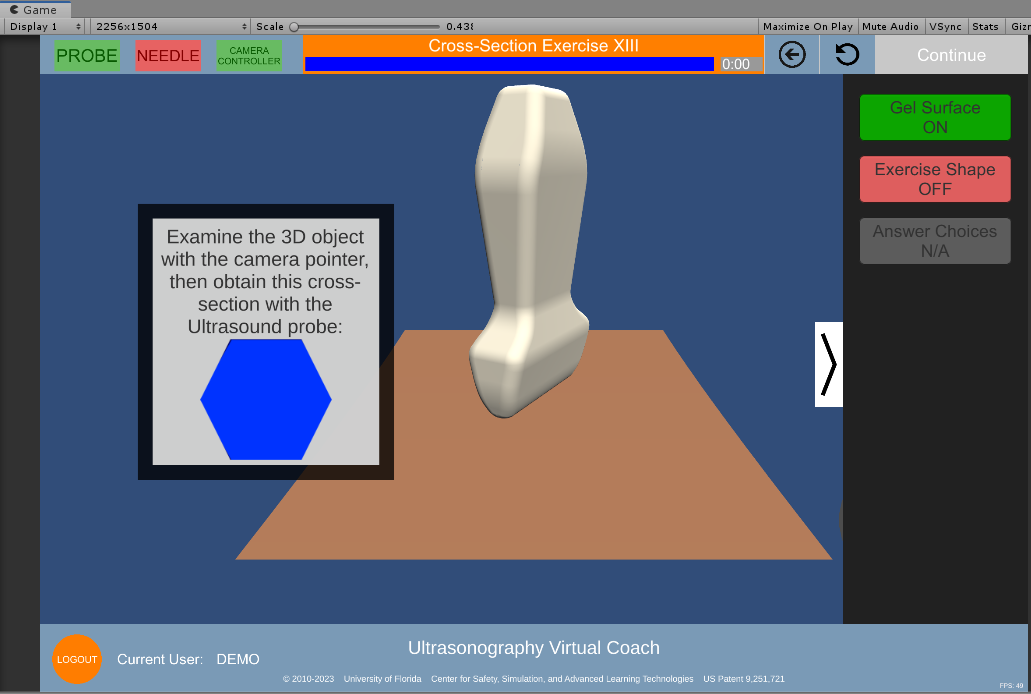 Game
Display 1
2256x1504
Scale
0.438
Maximize On Play
Mute Audio
VSync
Stats
Giz
PROBE
NEEDLE
CAMERA
CONTROLLER
Cross-Section Exercise XIII
0:00
Continue
Gel Surface
ON
Exercise Shape
OFF
Answer Choices
N/A
Examine the 3D object
with the camera pointer,
then obtain this cross-
section with the
Ultrasound probe:
LOGOUT
Current User: DEMO
Ultrasonography Virtual Coach
© 2010-2023 University of Florida Center for Safety, Simulation, and Advanced Learning Technologies US Patent 9,251,721
FPS: 49